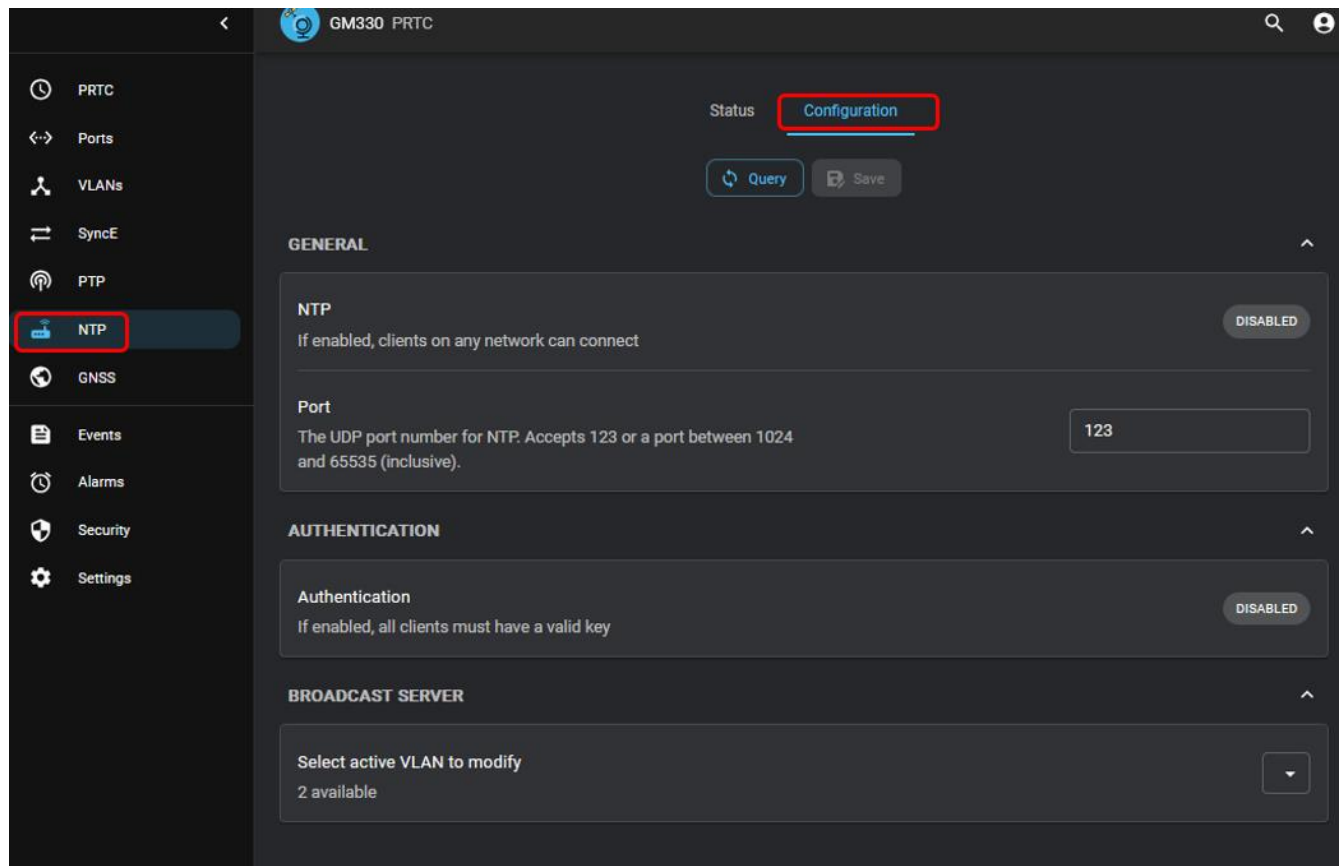 GM330 PRTC
PRTC
Ports
VLANs
SyncE
PTP
NTP
GNSS
Events
Alarms
Security
Settings
Status
Configuration
Query
Save
GENERAL
NTP
If enabled, clients on any network can connect
DISABLED
Port
The UDP port number for NTP. Accepts 123 or a port between 1024
and 65535 (inclusive).
123
AUTHENTICATION
Authentication
If enabled, all clients must have a valid key
DISABLED
BROADCAST SERVER
Select active VLAN to modify
2 available